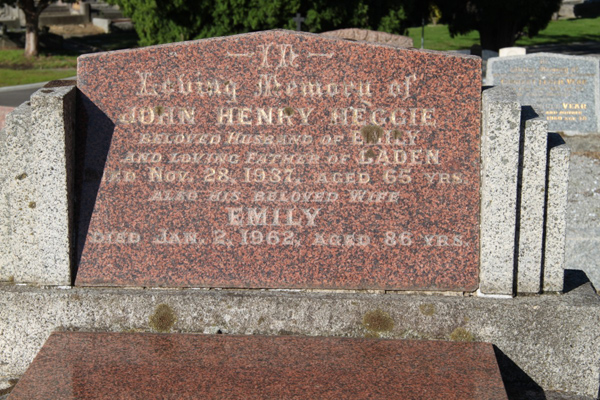 In
Loving Memory of
JOHN HENRY HEGGIE
BELOVED HUSBAND OF EMILY
AND LOVING FATHER OF LADEN
DIED NOV. 28, 1937, AGED 65 YRS.
ALSO HIS BELOVED WIFE
EMILY
DIED JAN. 2, 1962, AGED 86 YRS.